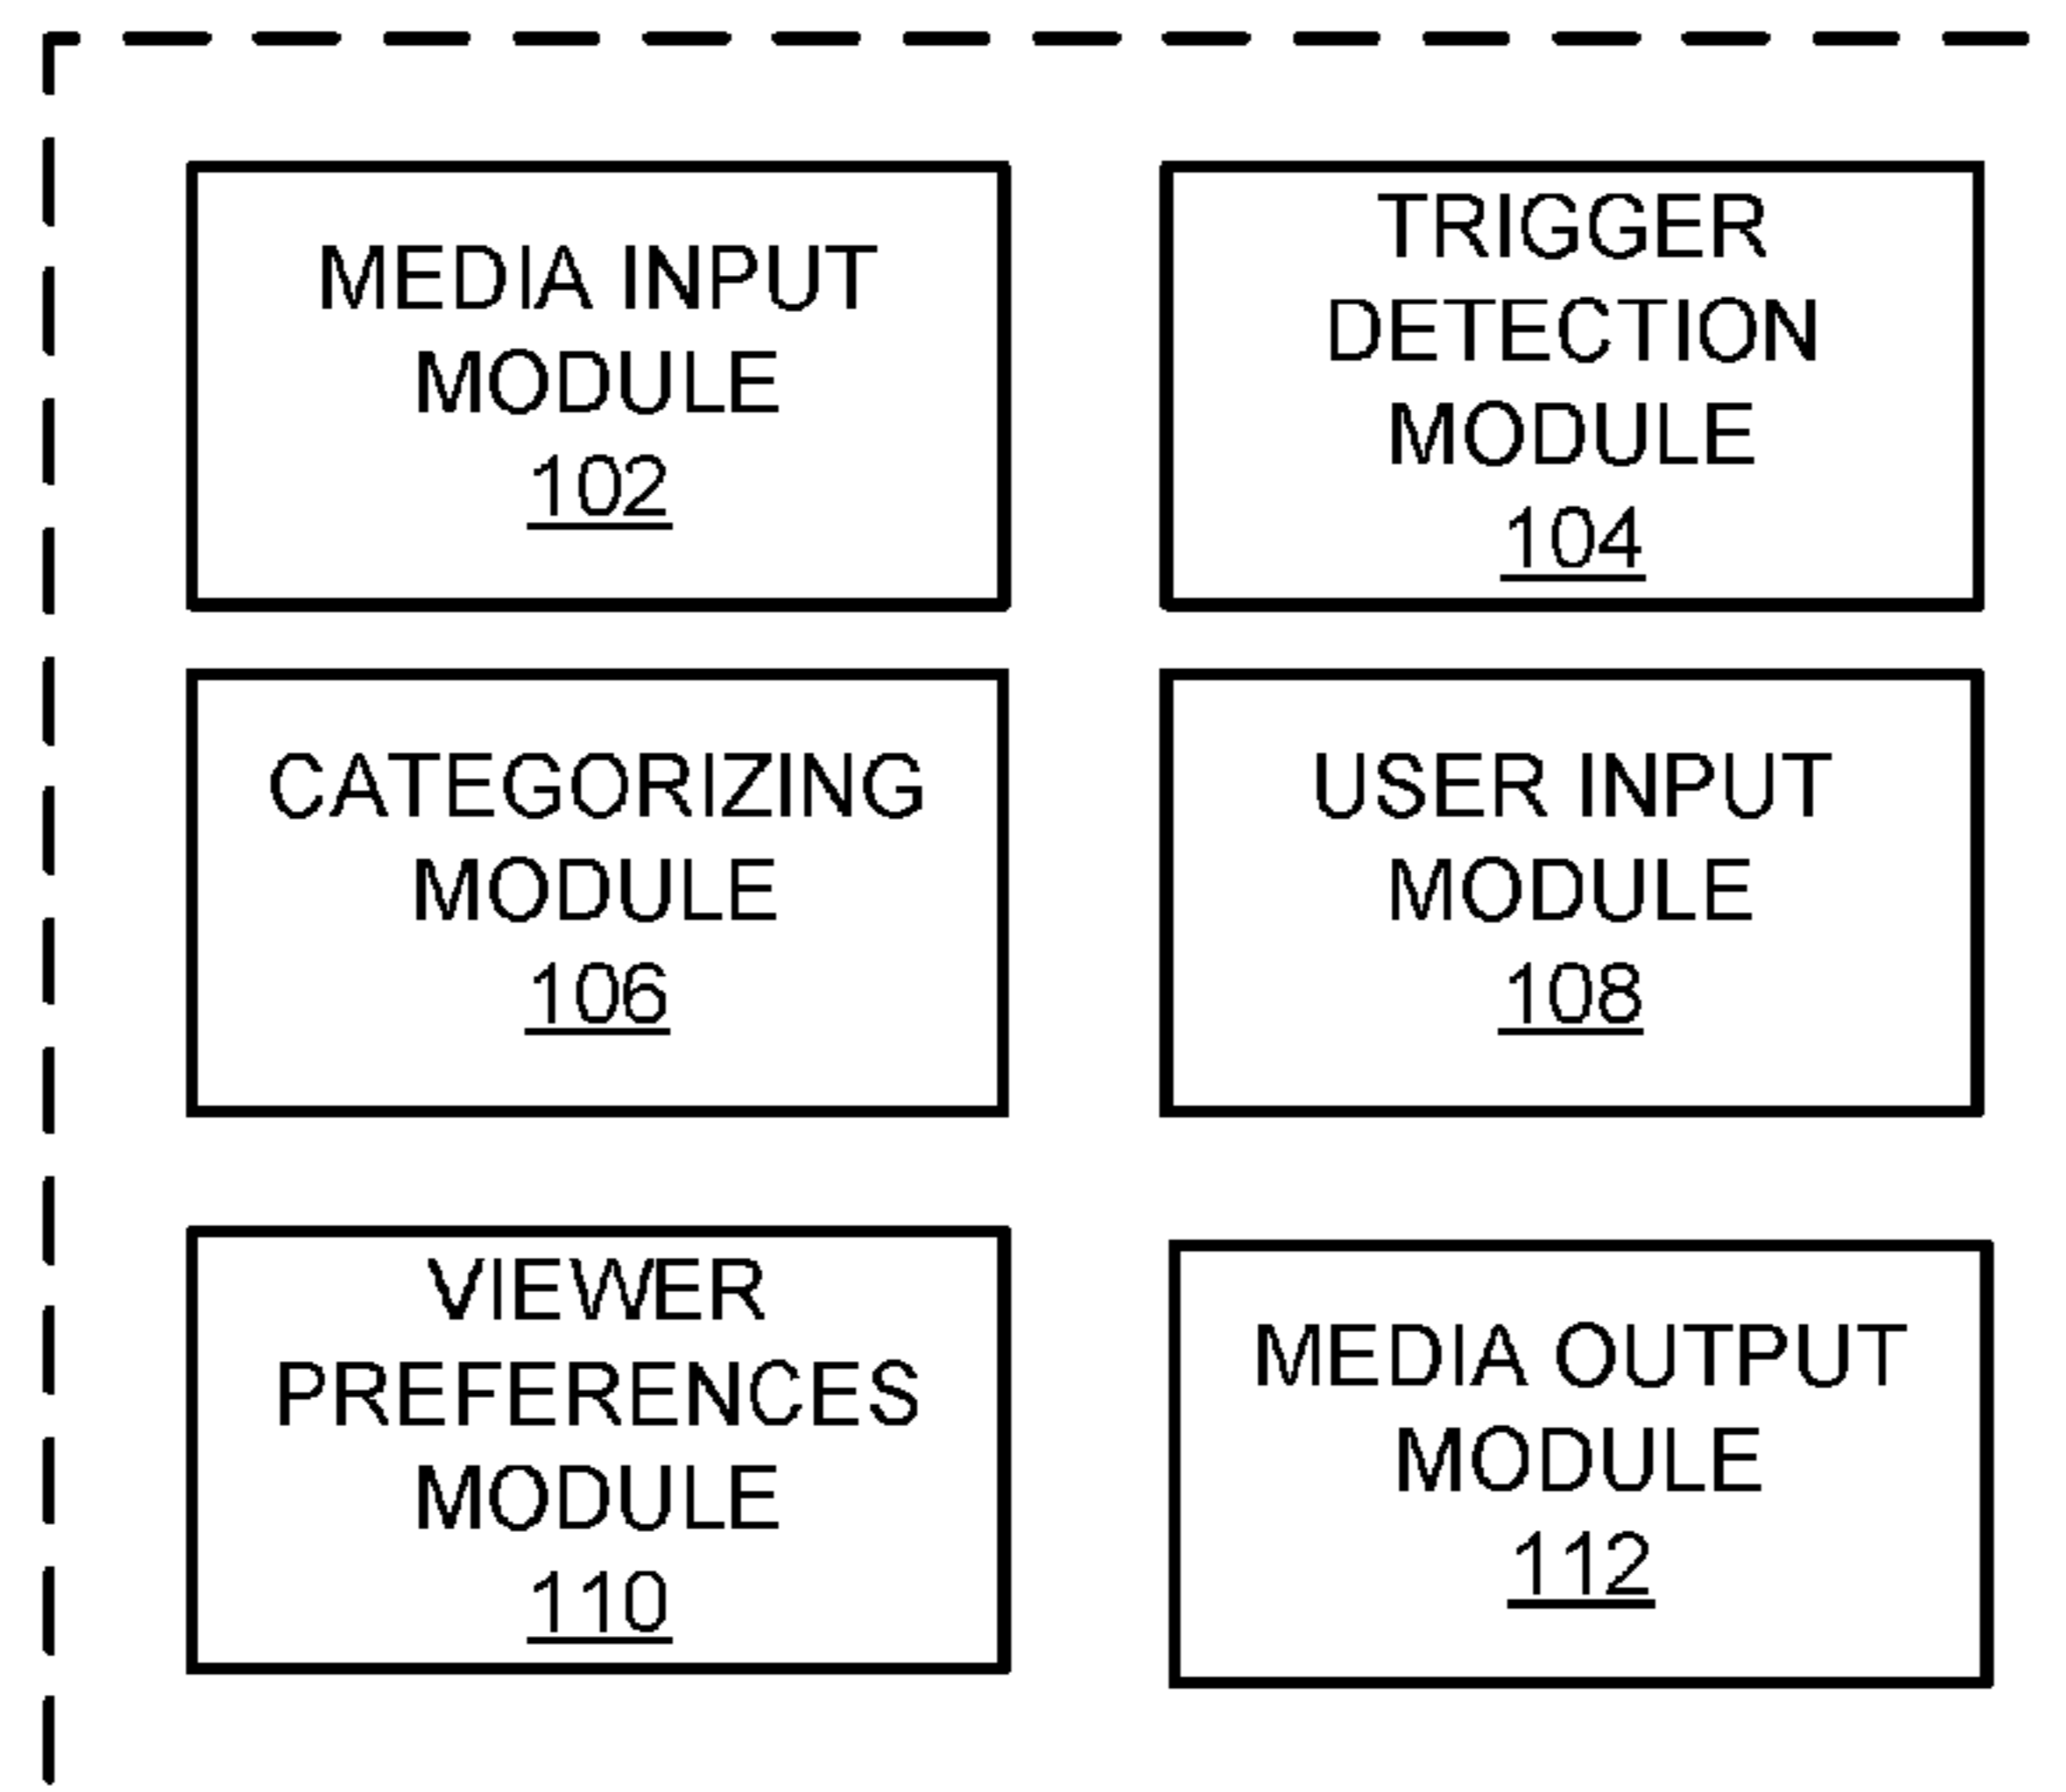 MEDIA INPUT
MODULE
102
TRIGGER
DETECTION
MODULE
104
CATEGORIZING
MODULE
106
USER INPUT
MODULE
108
VIEWER
PREFERENCES
MODULE
110
MEDIA OUTPUT
MODULE
112